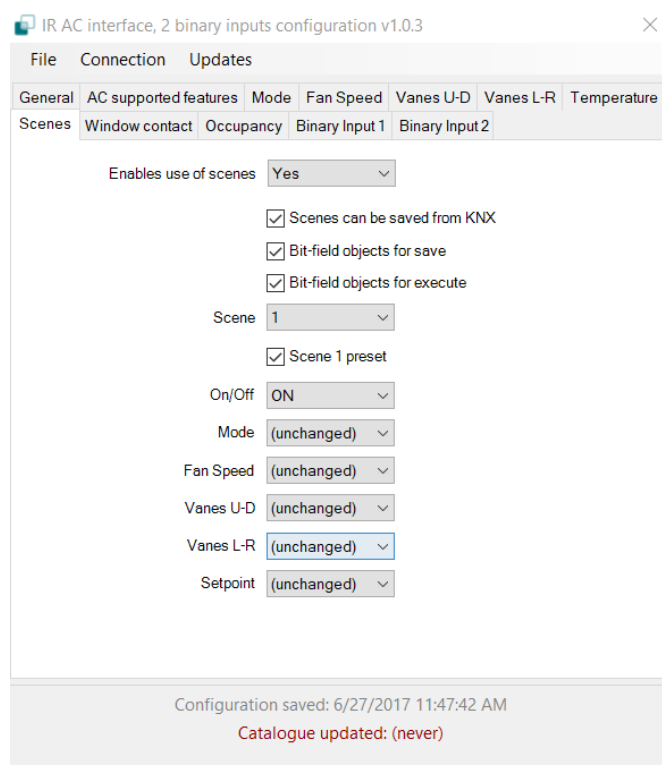 IR AC interface, 2 binary inputs configuration v1.0.3
File Connection Updates
General AC supported features Mode Fan Speed Vanes U-D Vanes L-R Temperature
Scenes Window contact Occupancy Binary Input 1 Binary Input 2
Enables use of scenes Yes
Scenes can be saved from KNX
Bit-field objects for save
Bit-field objects for execute
Scene 1
Scene 1 preset
On/Off ON
Mode (unchanged)
Fan Speed (unchanged)
Vanes U-D (unchanged)
Vanes L-R (unchanged)
Setpoint (unchanged)
Configuration saved: 6/27/2017 11:47:42 AM
Catalogue updated: (never)